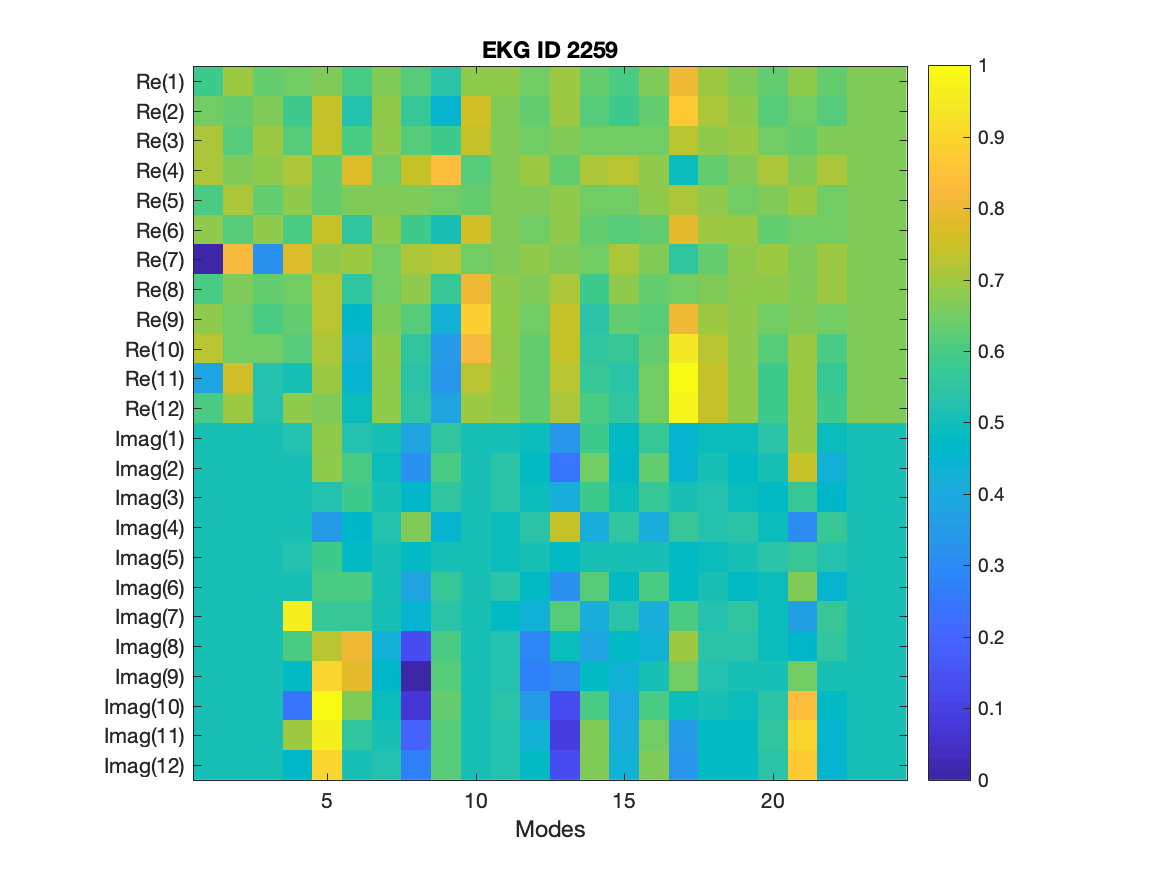 EKG ID 2259
Re(1)
Re(2)
Re(3)
Re(4)
Re(5)
Re(6)
Re(7)
Re(8)
Re(9)
Re(10)
Re(11)
Re(12)
Imag(1)
Imag(2)
Imag(3)
Imag(4)
Imag(5)
Imag(6)
Imag(7)
Imag(8)
Imag(9)
Imag(10)
Imag(11)
Imag(12)
5 10 15 20
Modes
1
0.9
0.8
0.7
0.6
0.5
0.4
0.3
0.2
0.1
0